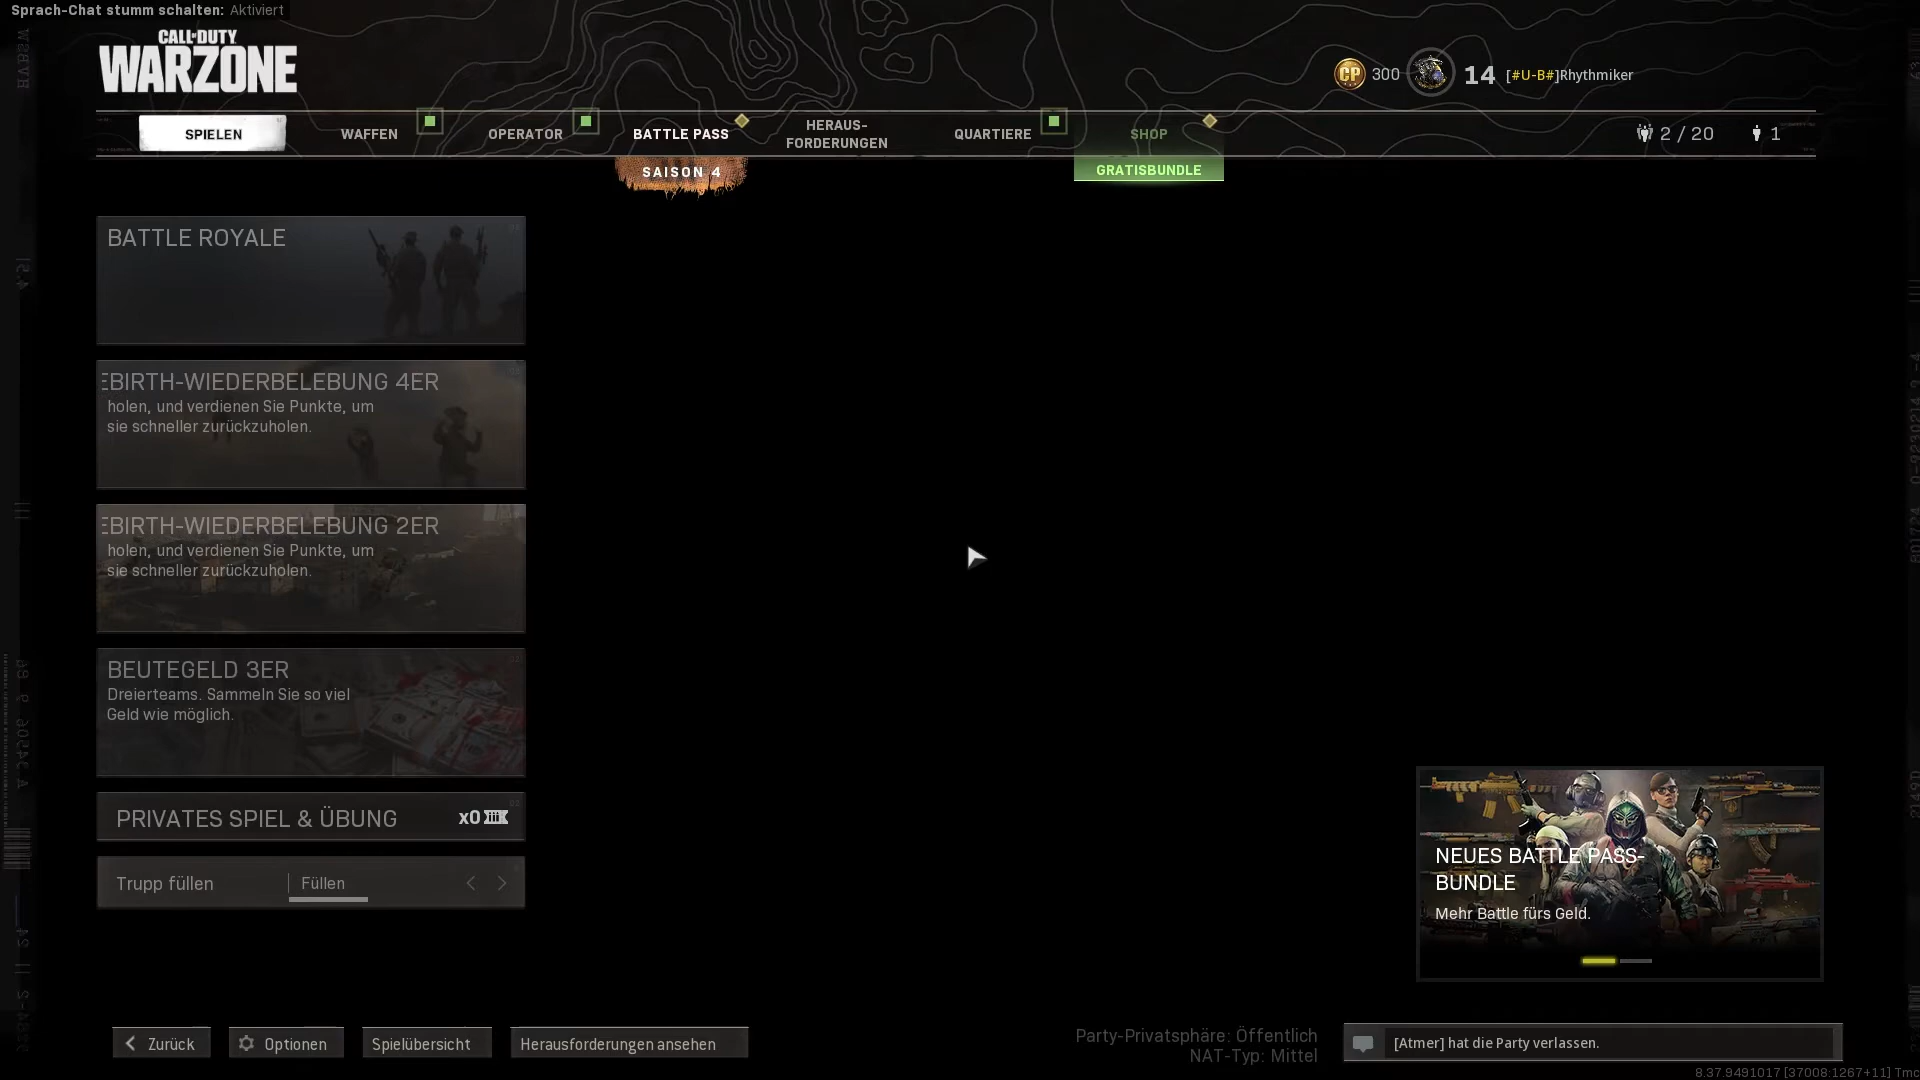 Sprach-Chat stumm schalten: Aktiviert
CALL OF DUTY
WARZONE
CP 300 14 [#U-B#]Rhythmiker
SPIELEN
WAFFEN
OPERATOR
BATTLE PASS
HERAUS-
FORDERUNGEN
QUARTIERE
SHOP
2 / 20 1
SAISON 4
GRATISBUNDLE
BATTLE ROYALE
EBIRTH-WIEDERBELEBUNG 4ER
holen, und verdienen Sie Punkte, um
sie schneller zurückzuholen.
EBIRTH-WIEDERBELEBUNG 2ER
holen, und verdienen Sie Punkte, um
sie schneller zurückzuholen.
BEUTEGELD 3ER
Dreierteams. Sammeln Sie so viel
Geld wie möglich.
PRIVATES SPIEL & ÜBUNG x0
Trupp füllen Füllen
NEUES BATTLE PASS-
BUNDLE
Mehr Battle fürs Geld.
Zurück
Optionen
Spielübersicht
Herausforderungen ansehen
Party-Privatsphäre: Öffentlich
NAT-Typ: Mittel
[Atmer] hat die Party verlassen.
8.37.9491017 [37008:1267+11] Tmc